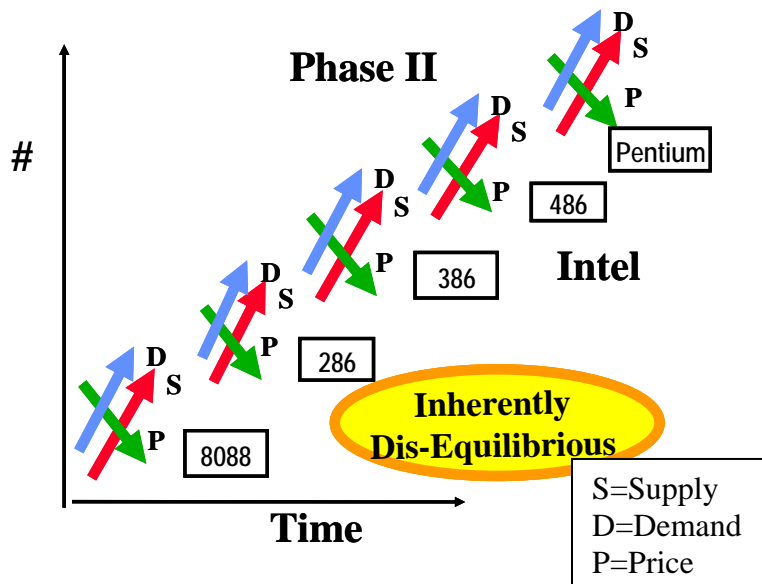 Phase II
#
D
S
P
Pentium
D
S
P
486
D
S
P
386
Intel
D
S
P
286
D
S
P
8088
Inherently
Dis-Equilibrious
Time
S=Supply
D=Demand
P=Price